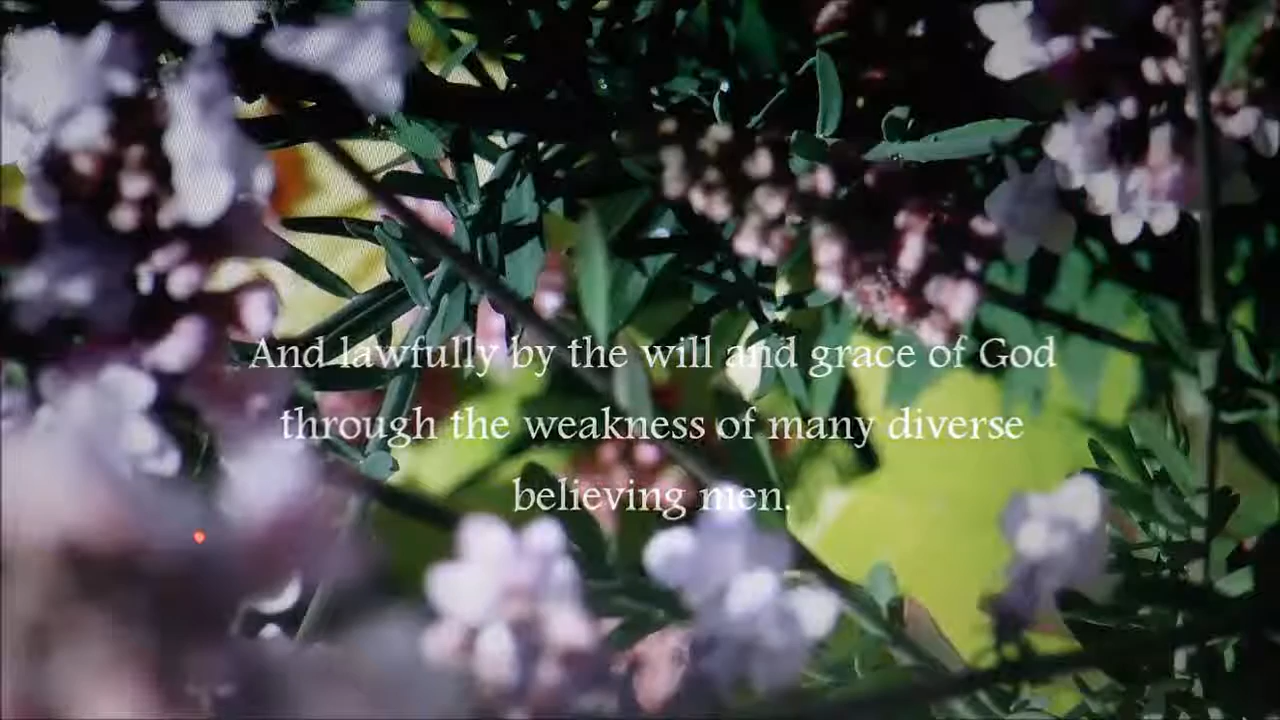 And lawfully by the will and grace of God
through the weakness of many diverse
believing men.